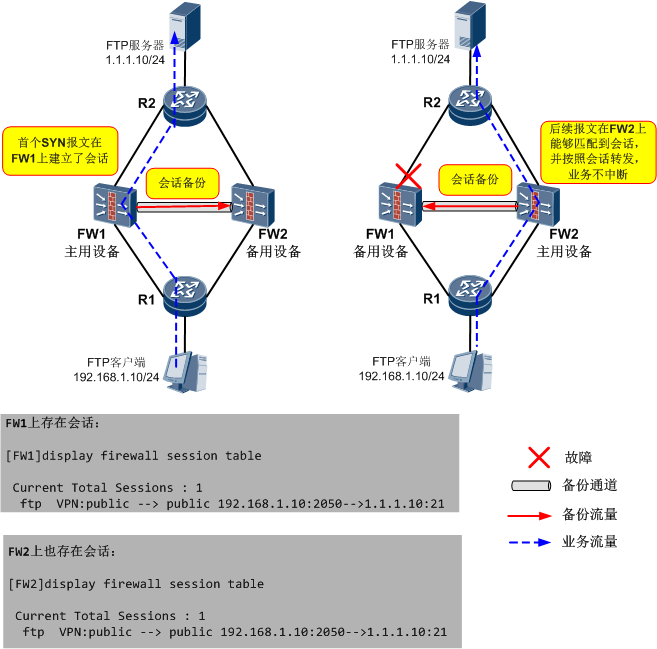 FTP服务器
1.1.1.10/24
R2
首个SYN报文在
FW1上建立了会话
会话备份
FW1
主用设备
FW2
备用设备
R1
FTP客户端
192.168.1.10/24
FTP服务器
1.1.1.10/24
R2
后续报文在FW2上
能够匹配到会话,
并按照会话转发,
业务不中断
会话备份
FW1
备用设备
FW2
主用设备
R1
FTP客户端
192.168.1.10/24
FW1上存在会话:
[FW1]display firewall session table
Current Total Sessions : 1
ftp  VPN:public --> public 192.168.1.10:2050-->1.1.1.10:21
FW2上也存在会话:
[FW2]display firewall session table
Current Total Sessions : 1
ftp  VPN:public --> public 192.168.1.10:2050-->1.1.1.10:21
故障
备份通道
备份流量
业务流量